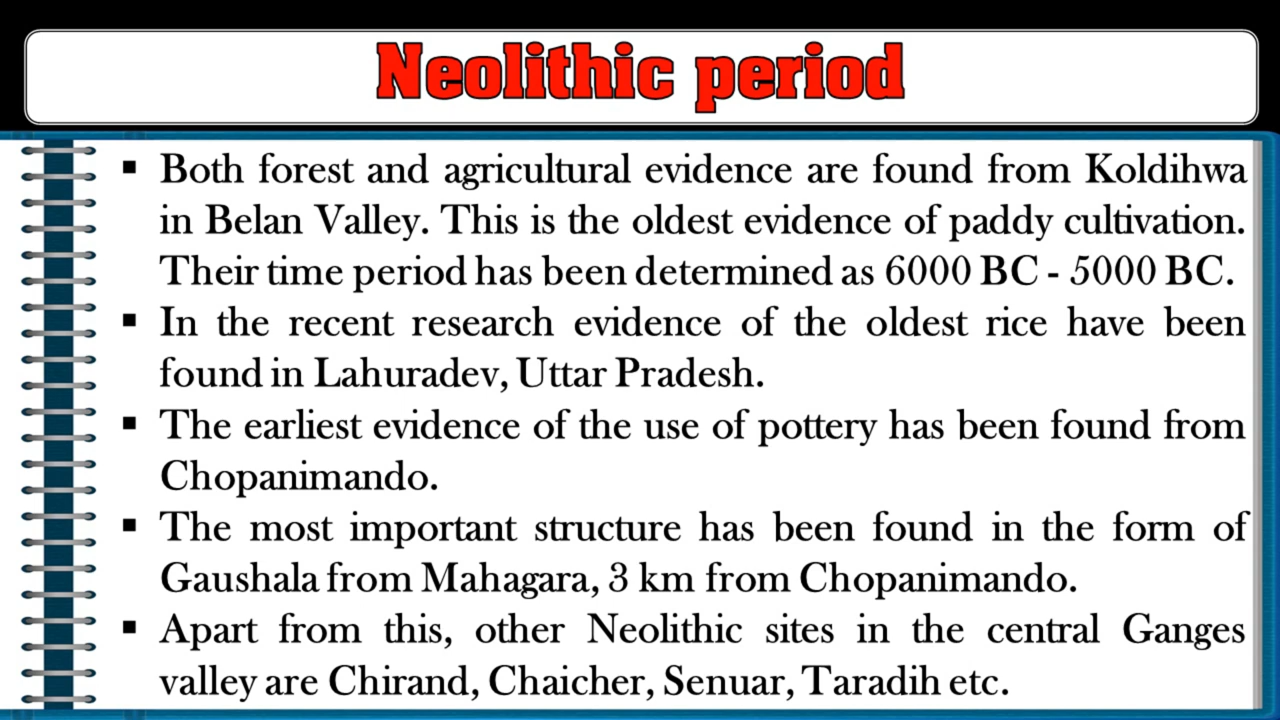 Neolithic period
▪ Both forest and agricultural evidence are found from Koldihwa
in Belan Valley. This is the oldest evidence of paddy cultivation.
Their time period has been determined as 6000 BC - 5000 BC.
▪ In the recent research evidence of the oldest rice have been
found in Lahuradev, Uttar Pradesh.
▪ The earliest evidence of the use of pottery has been found from
Chopanimando.
▪ The most important structure has been found in the form of
Gaushala from Mahagara, 3 km from Chopanimando.
▪ Apart from this, other Neolithic sites in the central Ganges
valley are Chirand, Chaicher, Senuar, Taradih etc.